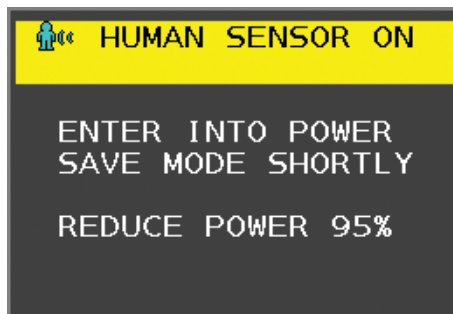 HUMAN SENSOR ON
ENTER INTO POWER
SAVE MODE SHORTLY
REDUCE POWER 95%